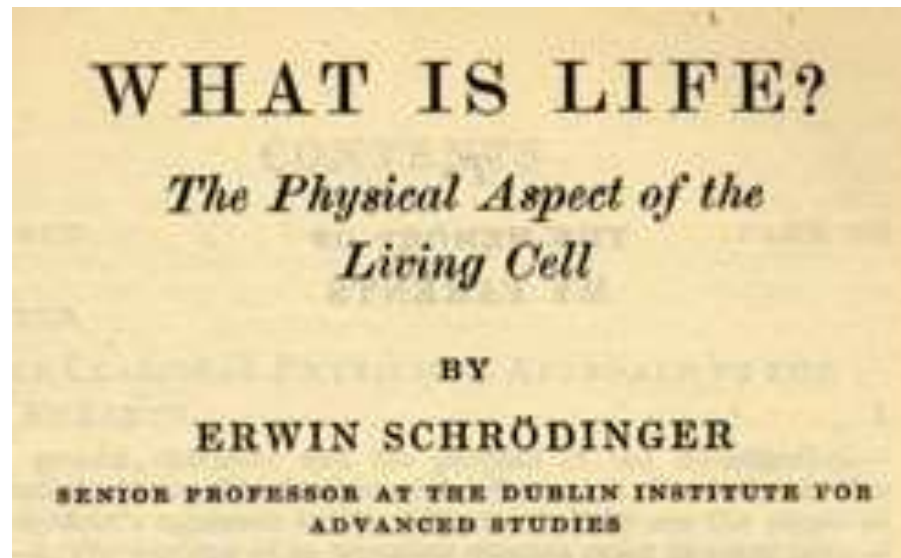 WHAT IS LIFE?
The Physical Aspect of the
Living Cell
BY
ERWIN SCHRÖDINGER
SENIOR PROFESSOR AT THE DUBLIN INSTITUTE FOR
ADVANCED STUDIES